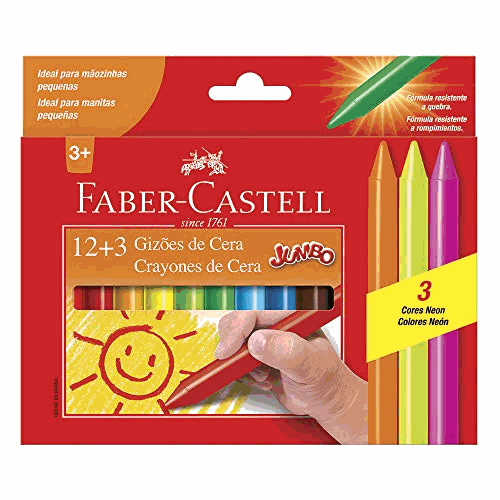 Ideal para mãozinhas
pequenas
Ideal para manitas
pequeñas
Fórmula resistente
a quebra.
Fórmula resistente
a rompimientos.
3+
FABER-CASTELL
since 1761
12+3 Gizões de Cera
Crayones de Cera
JUMBO
3
Cores Neon
Colores Neón